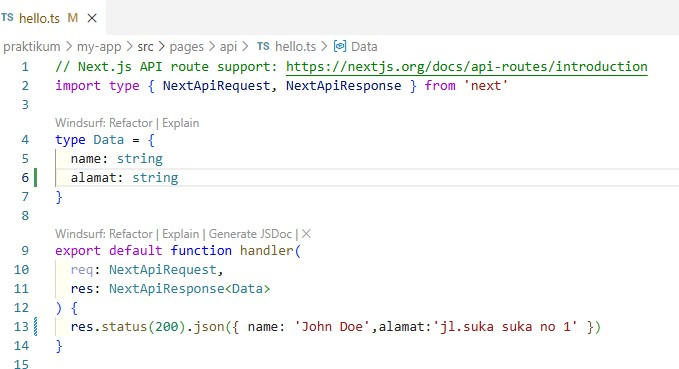 TS hello.ts M ×
praktikum > my-app > src > pages > api > TS hello.ts > Data
1 // Next.js API route support: https://nextjs.org/docs/api-routes/introduction
2 import type { NextApiRequest, NextApiResponse } from 'next'
3
Windsurf: Refactor | Explain
4 type Data = {
5 name: string
6 alamat: string
7 }
8
Windsurf: Refactor | Explain | Generate JSDoc | ×
9 export default function handler(
10 req: NextApiRequest,
11 res: NextApiResponse<Data>
12 ) {
13 res.status(200).json({ name: 'John Doe',alamat:'jl.suka suka no 1' })
14 }
15